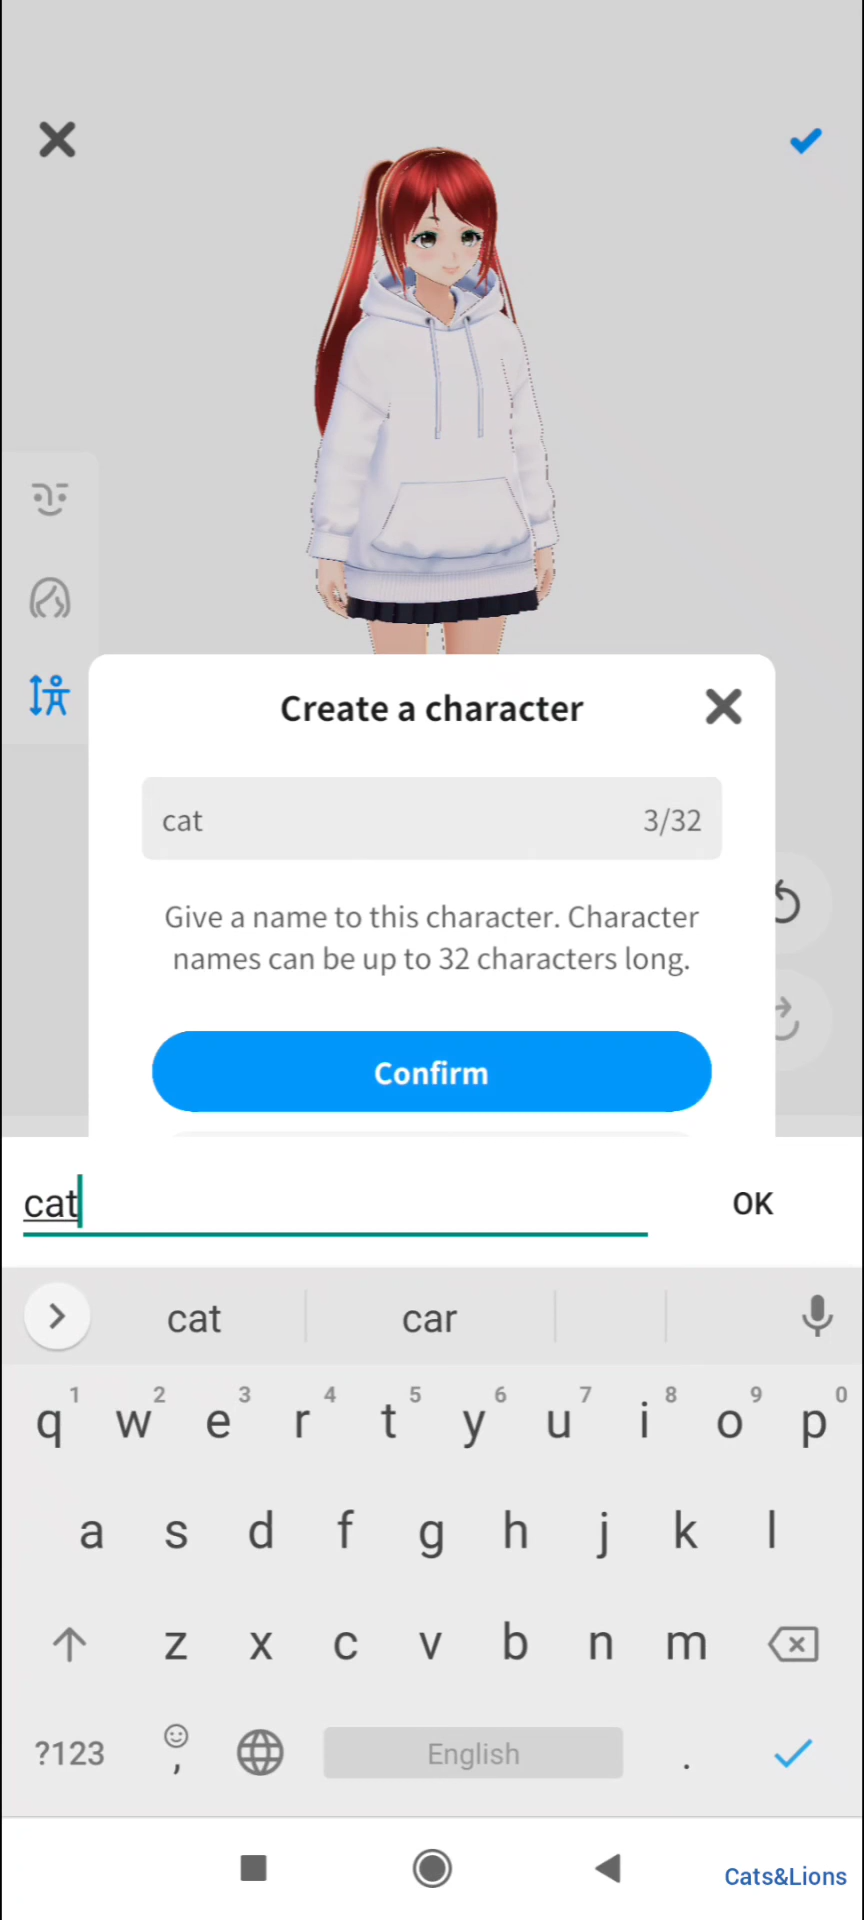 Create a character
cat 3/32
Give a name to this character. Character
names can be up to 32 characters long.
Confirm
cat OK
cat car
1 2 3 4 5 6 7 8 9 0
q w e r t y u i o p
a s d f g h j k l
z x c v b n m
?123 , English .
Cats&Lions